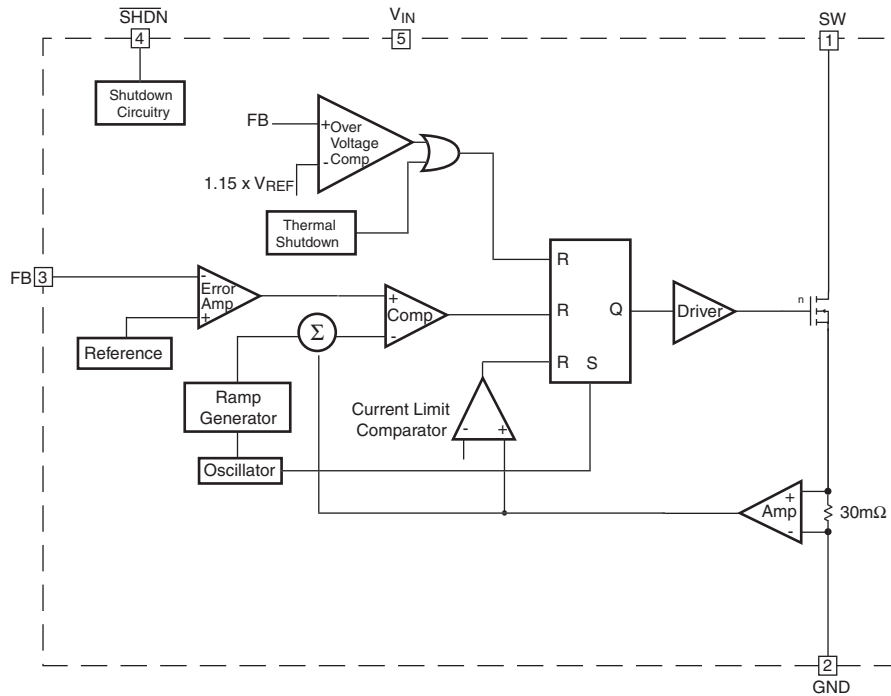 SHDN
4
VIN
5
SW
1
Shutdown
Circuitry
FB
+
Over
Voltage
Comp
-
1.15 x VREF
Thermal
Shutdown
FB 3
-
Error
Amp
+
Reference
+
Comp
-
Σ
R
R
Q
R
S
Driver
n
Ramp
Generator
Oscillator
Current Limit
Comparator
-
+
+
Amp
-
30mΩ
2
GND